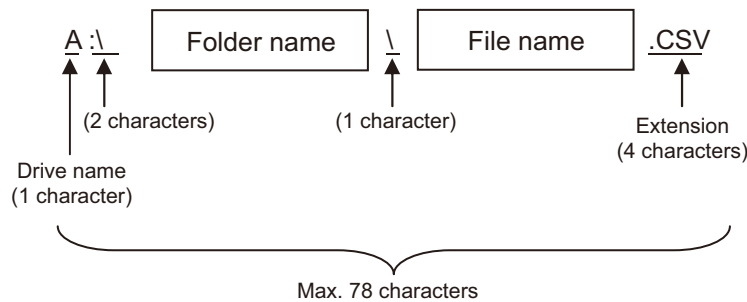 A :\ Folder name \ File name .CSV
(2 characters) (1 character)
Drive name
(1 character)
Extension
(4 characters)
Max. 78 characters